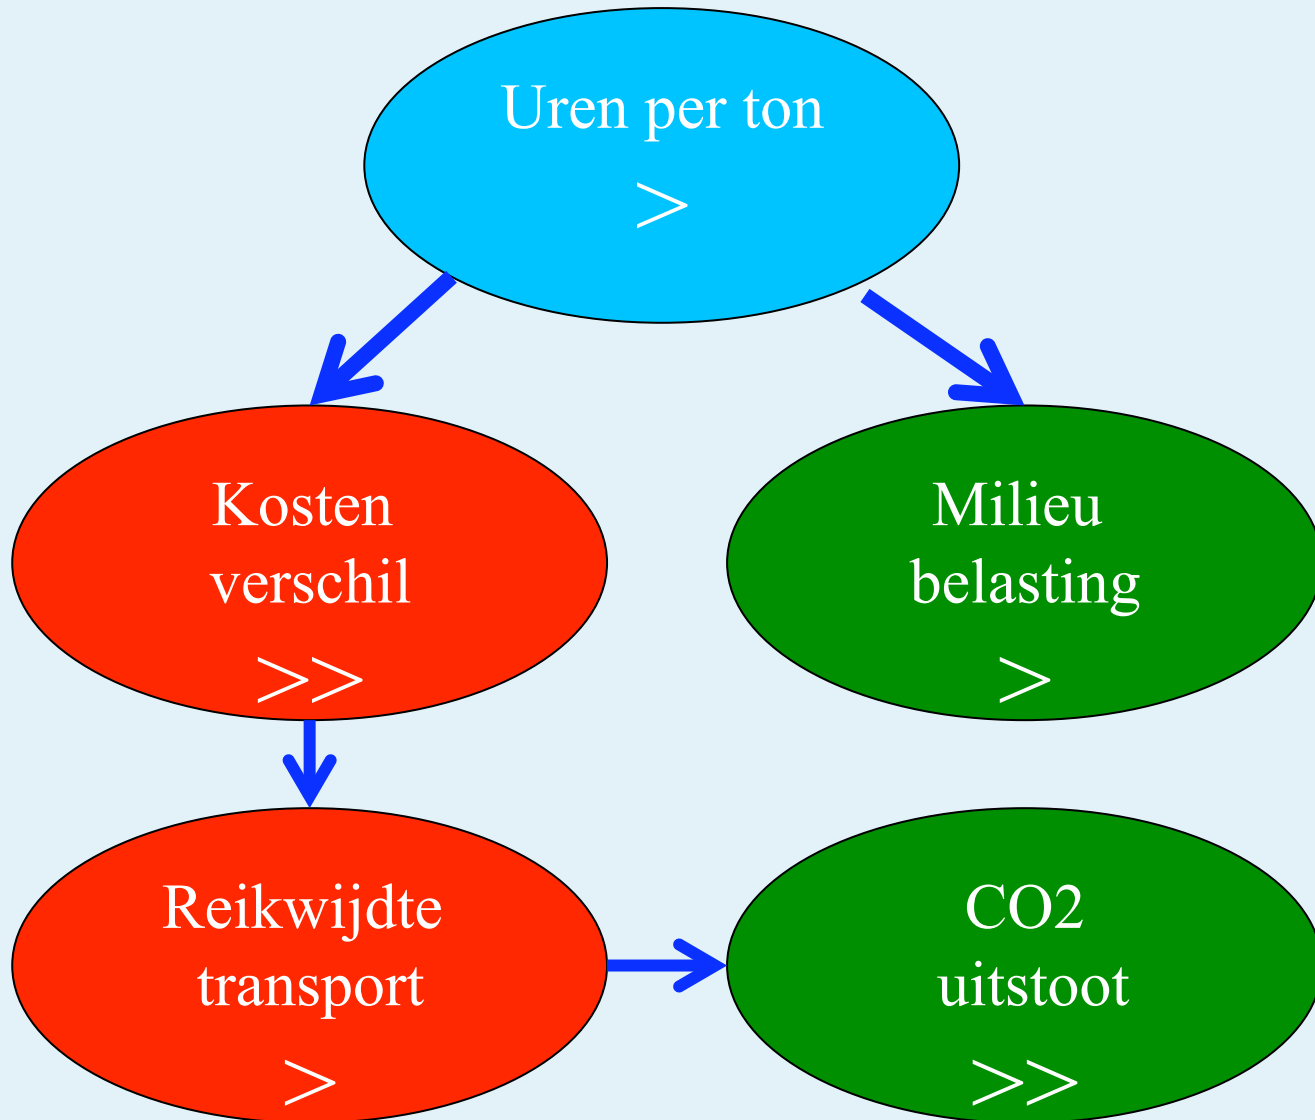 Uren per ton
>
Kosten
verschil
>>
Milieu
belasting
>
Reikwijdte
transport
>
CO2
uitstoot
>>